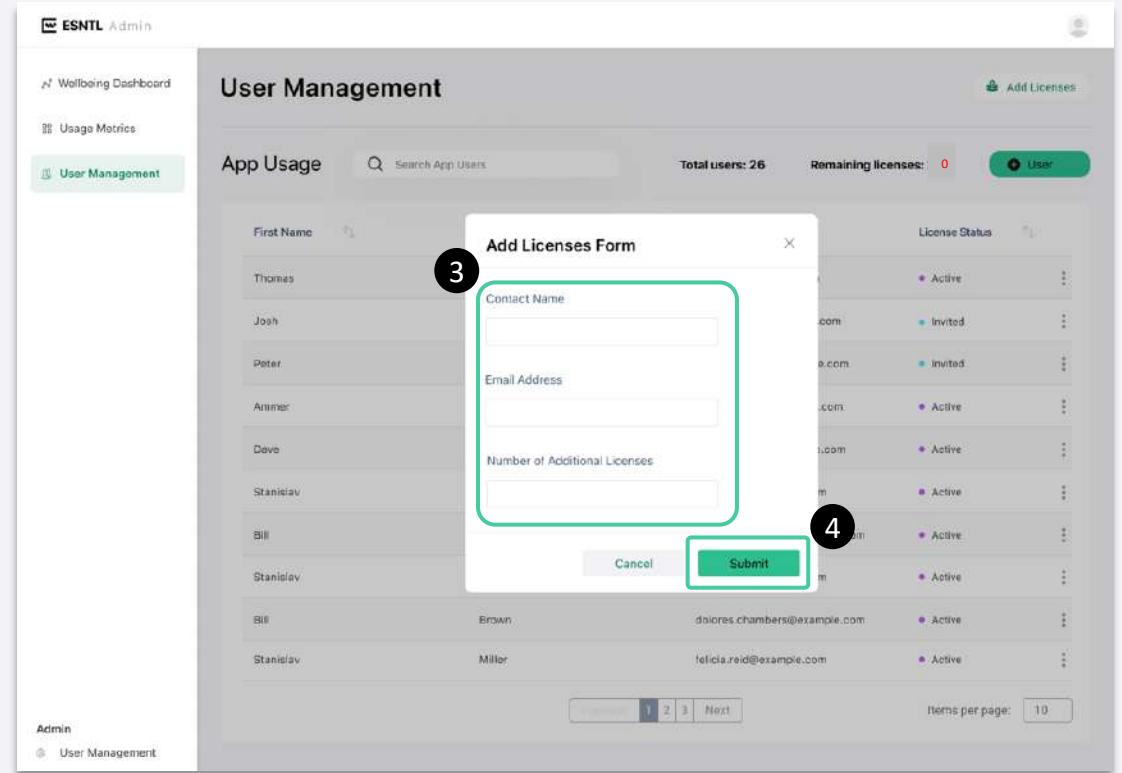 ESNTL Admin
Wellbeing Dashboard
User Management
Add Licenses
Usage Metrics
User Management
App Usage
Search App Users
Total users: 26
Remaining licenses: 0
User
First Name
License Status
3
Add Licenses Form
Thomas
Active
Contact Name
Josh
.com
Invited
Peter
.com
Invited
Email Address
Ammer
.com
Active
Dave
.com
Active
Number of Additional Licenses
Stanislav
m
Active
4
Bill
om
Active
Cancel
Submit
Stanislav
m
Active
Bill
Brown
dolores.chambers@example.com
Active
Stanislav
Miller
felicia.reid@example.com
Active
Previous 1 2 3 Next
Items per page: 10
Admin
User Management